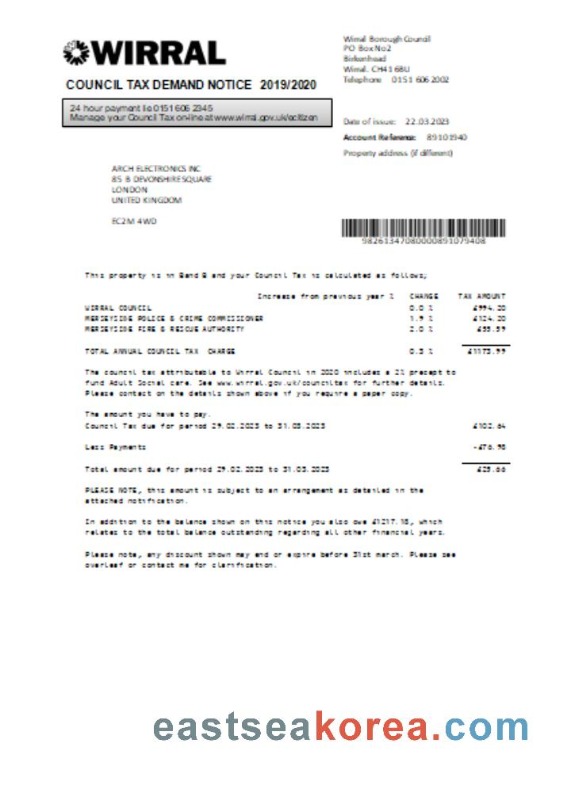 WIRRAL
COUNCIL TAX DEMAND NOTICE 2019/2020
24 hour payment lie 0151 606 2345
Manage your Council Tax on-line at www.wirral.gov.uk/ecitizen
Wirral Borough Council
PO Box No2
Birkenhead
Wirral. CH41 6BU
Telephone 0151 606 2002
Date of issue: 22.03.2023
Account Reference: 89101940
Property address (if different)
ARCH ELECTRONICS INC
85 B DEVONSHIRE SQUARE
LONDON
UNITED KINGDOM
EC2M 4WD
98261347080000891079408
This property is in Band B and your Council Tax is calculated as follows;
Increase from previous year % CHANGE TAX AMOUNT
WIRRAL COUNCIL 0.0 % £994.20
MERSEYSIDE POLICE & CRIME COMMISSIONER 1.9 % £124.20
MERSEYSIDE FIRE & RESCUE AUTHORITY 2.0 %
TOTAL ANNUAL COUNCIL TAX CHARGE 0.3 % £1173.99
The council tax attributable to Wirral Council in 2020 includes a 2% precept to
fund Adult Social care. See www.wirral.gov.uk/counciltax for further details.
Please contact on the details shown above if you require a paper copy.
The amount you have to pay.
Council Tax due for period 29.02.2023 to 31.03.2023 £102.64
Less Payments
Total amount due for period 29.02.2023 to 31.03.2023
PLEASE NOTE, this amount is subject to an arrangement as detailed in the
attached notification.
In addition to the balance shown on this notice you also owe £1217.18, which
relates to the total balance outstanding regarding all other financial years.
Please note, any discount shown may end or expire before 31st march. Please see
overleaf or contact me for clarification.
eastseakorea.com